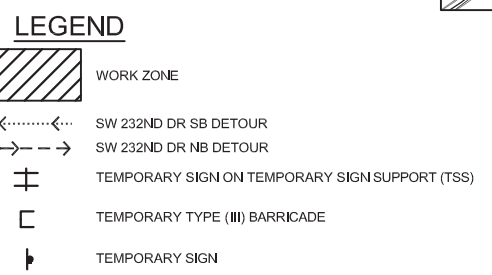 LEGEND
WORK ZONE
SW 232ND DR SB DETOUR
SW 232ND DR NB DETOUR
TEMPORARY SIGN ON TEMPORARY SIGN SUPPORT (TSS)
TEMPORARY TYPE (III) BARRICADE
TEMPORARY SIGN